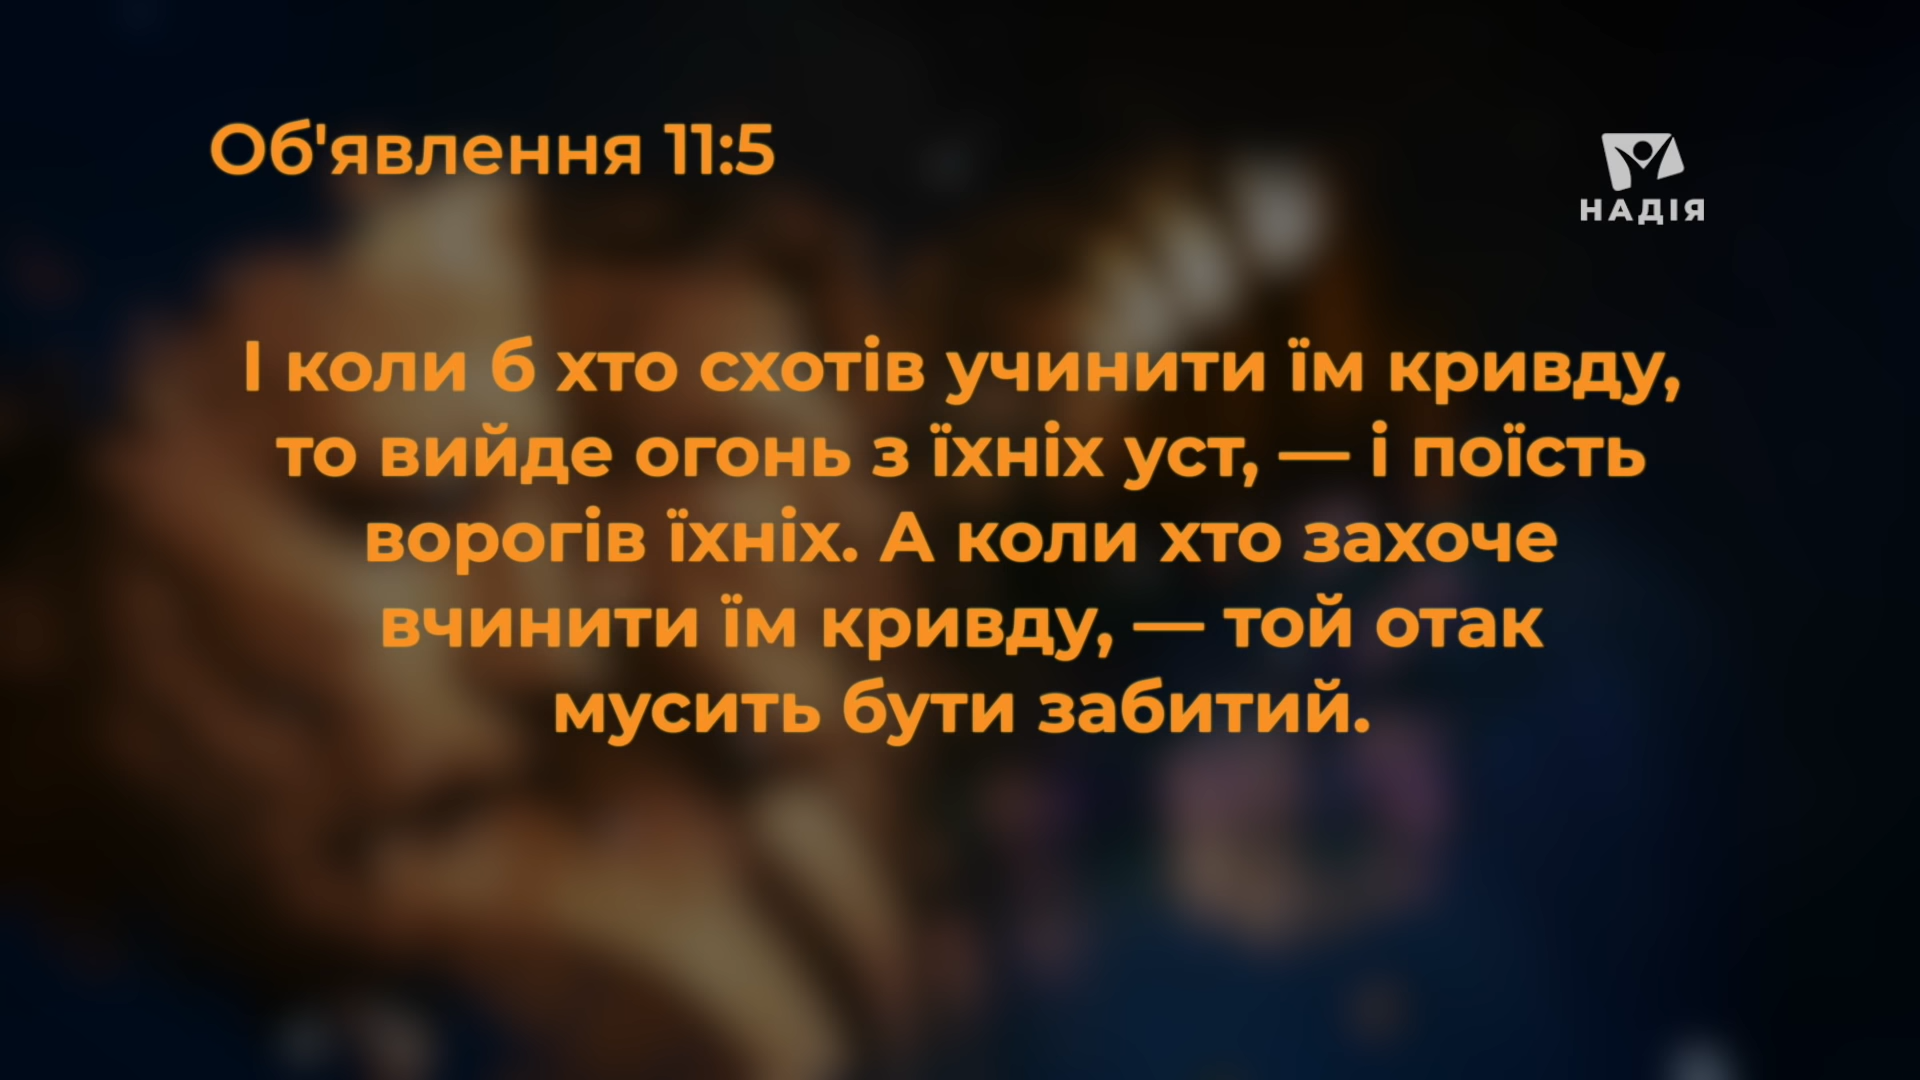 Об'явлення 11:5
НАДІЯ
І коли б хто схотів учинити їм кривду,
то вийде огонь з їхніх уст, — і поїсть
ворогів їхніх. А коли хто захоче
вчинити їм кривду, — той отак
мусить бути забитий.